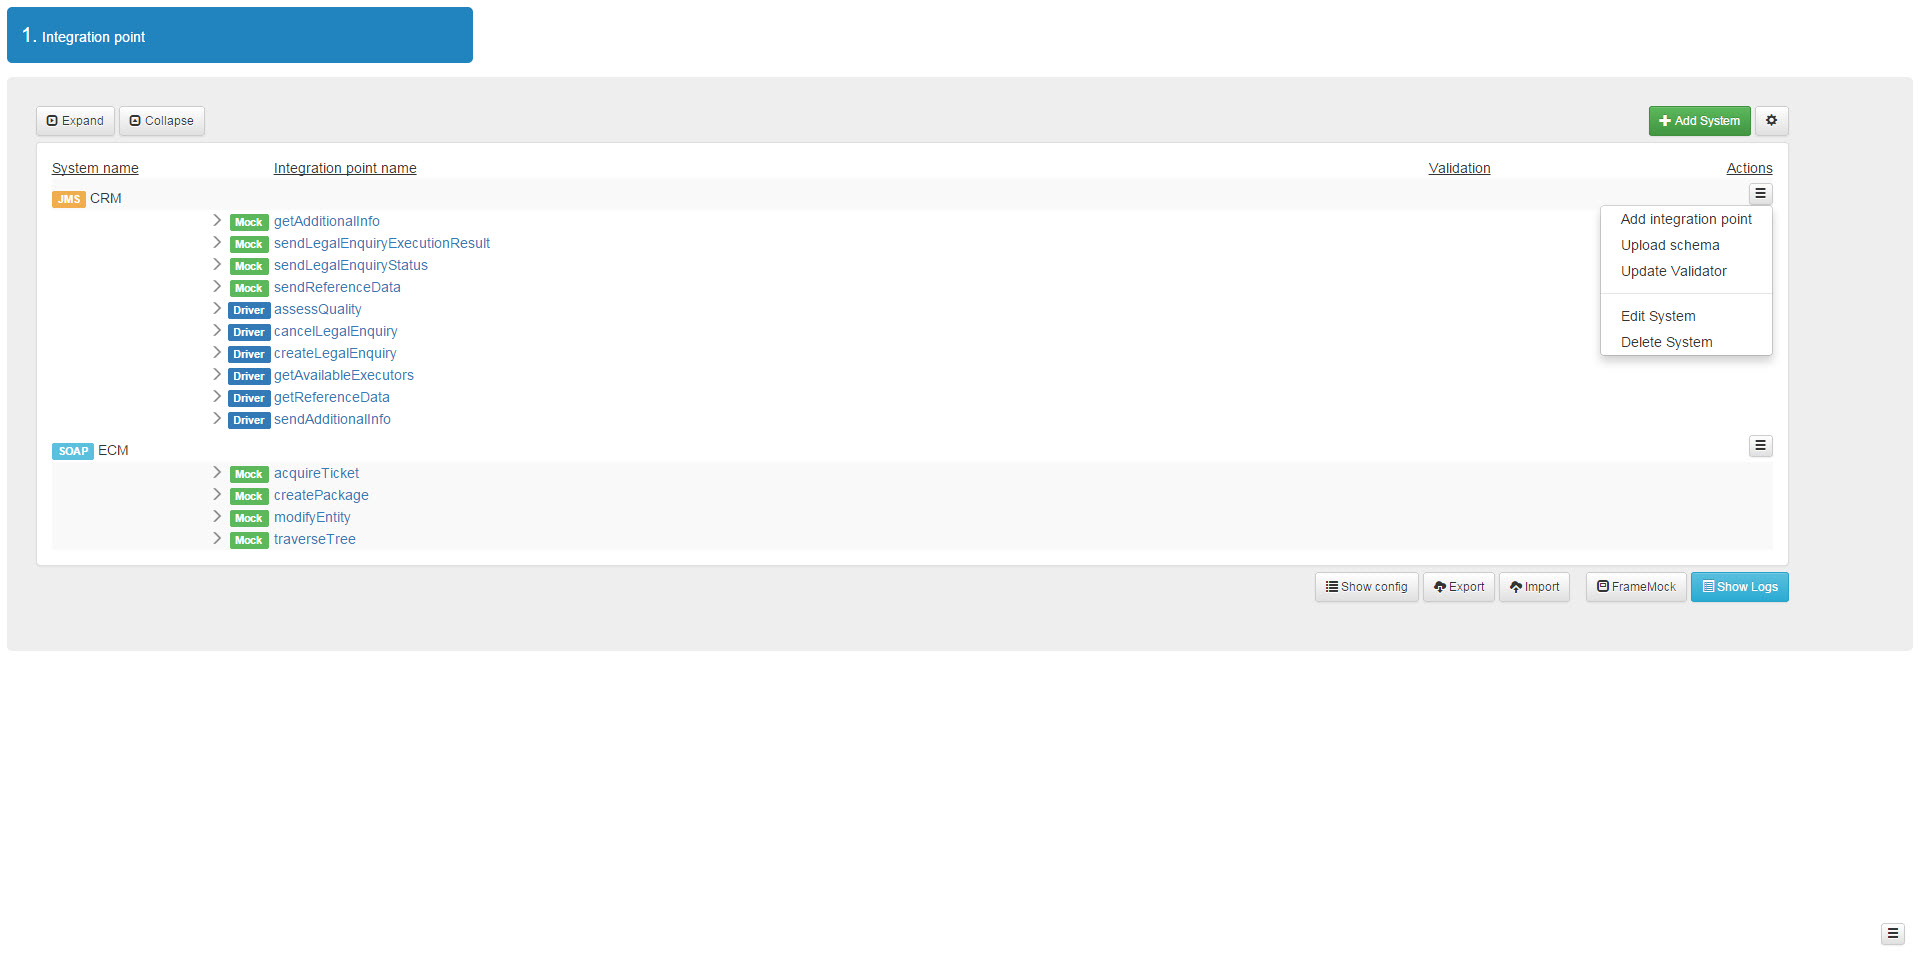 1. Integration point
Expand Collapse Add System
System name Integration point name Validation Actions
JMS CRM
Mock getAdditionalInfo
Mock sendLegalEnquiryExecutionResult
Mock sendLegalEnquiryStatus
Mock sendReferenceData
Driver assessQuality
Driver cancelLegalEnquiry
Driver createLegalEnquiry
Driver getAvailableExecutors
Driver getReferenceData
Driver sendAdditionalInfo
Add integration point
Upload schema
Update Validator
Edit System
Delete System
SOAP ECM
Mock acquireTicket
Mock createPackage
Mock modifyEntity
Mock traverseTree
Show config Export Import FrameMock Show Logs